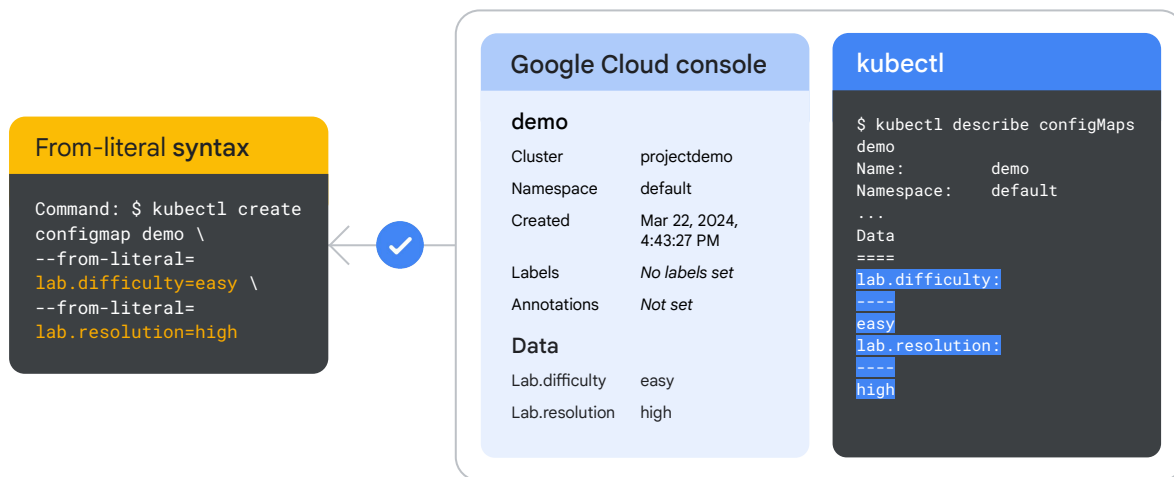 From-literal syntax
Command: $ kubectl create
configmap demo \
--from-literal=
lab.difficulty=easy \
--from-literal=
lab.resolution=high
Google Cloud console
demo
Cluster projectdemo
Namespace default
Created Mar 22, 2024,
4:43:27 PM
Labels No labels set
Annotations Not set
Data
Lab.difficulty easy
Lab.resolution high
kubectl
$ kubectl describe configMaps
demo
Name: demo
Namespace: default
...
Data
====
lab.difficulty:
----
easy
lab.resolution:
----
high